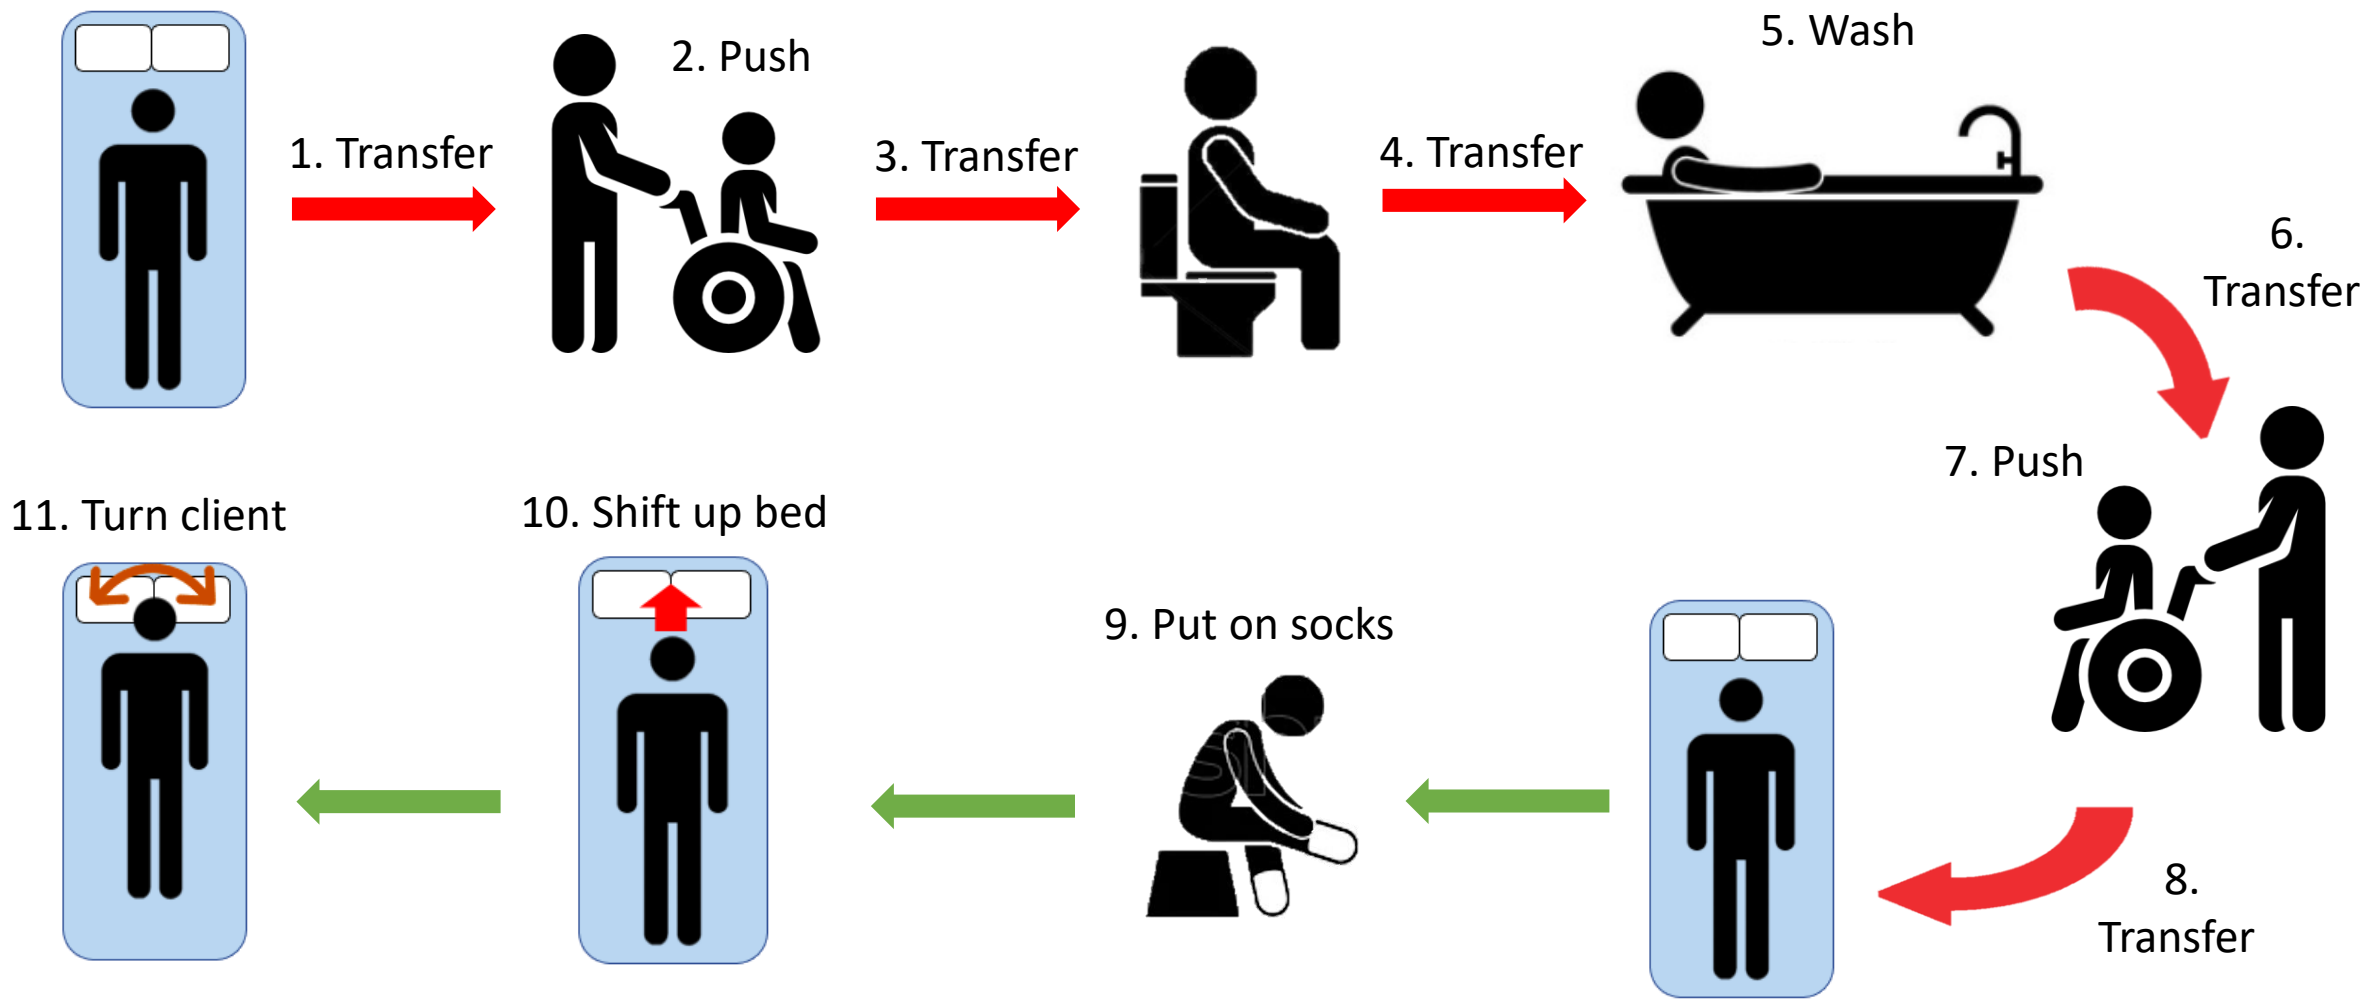 1. Transfer
2. Push
3. Transfer
4. Transfer
5. Wash
6.
Transfer
7. Push
8.
Transfer
9. Put on socks
10. Shift up bed
11. Turn client